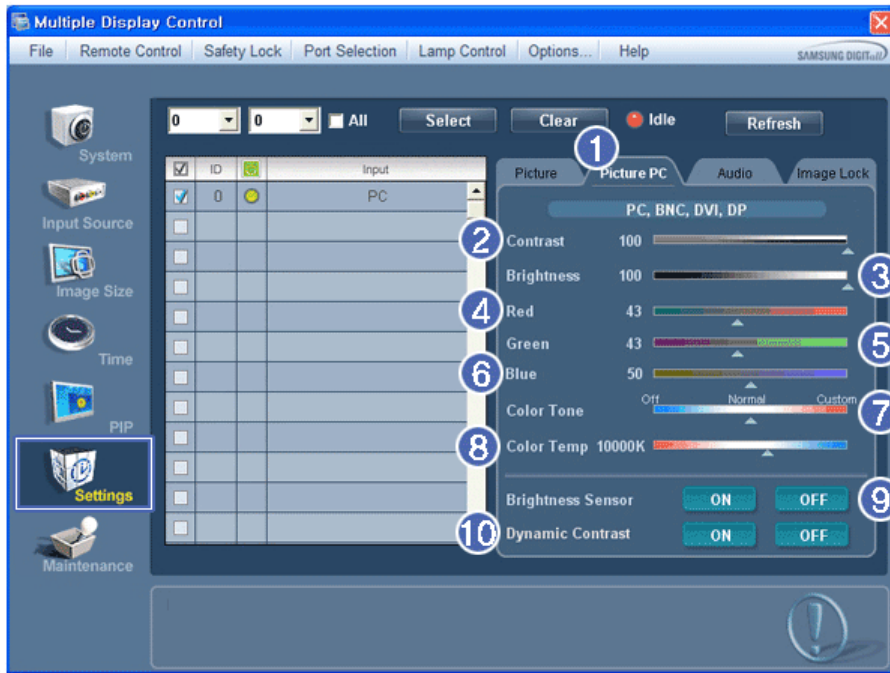 Multiple Display Control
File Remote Control Safety Lock Port Selection Lamp Control Options... Help SAMSUNG DIGITall
0 0 All Select Clear Idle Refresh
1
System
Input Source
Image Size
Time
PIP
Settings
Maintenance
ID Input
0 PC
Picture Picture PC Audio Image Lock
PC, BNC, DVI, DP
2 Contrast 100
Brightness 100 3
4 Red 43
Green 43 5
6 Blue 50
Off Normal Custom
Color Tone 7
8 Color Temp 10000K
Brightness Sensor ON OFF 9
10 Dynamic Contrast ON OFF